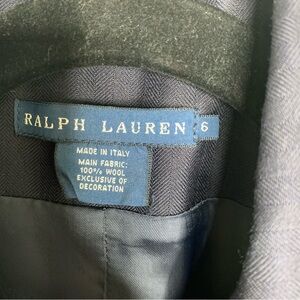 RALPH LAUREN 6
MADE IN ITALY
MAIN FABRIC:
100% WOOL
EXCLUSIVE OF
DECORATION